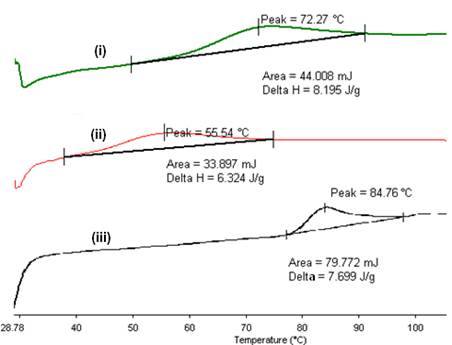 Peak = 72.27 °C
(i)
Area = 44.008 mJ
Delta H = 8.195 J/g
(ii)
Peak = 55.54 °C
Area = 33.897 mJ
Delta H = 6.324 J/g
Peak = 84.76 °C
(iii)
Area = 79.772 mJ
Delta = 7.699 J/g
28.78 40 50 60 70 80 90 100
Temperature (°C)